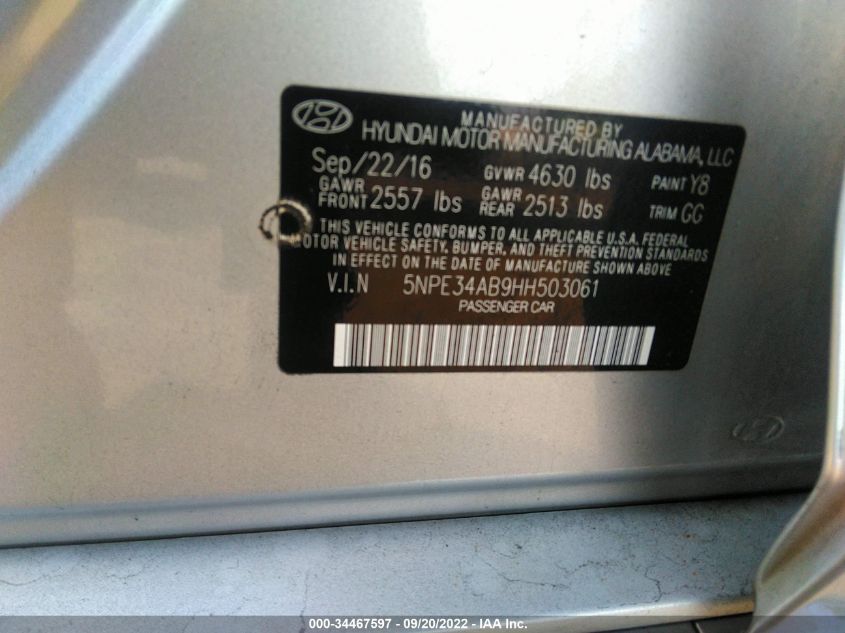 MANUFACTURED BY
HYUNDAI MOTOR MANUFACTURING ALABAMA, LLC
Sep/22/16 GVWR 4630 lbs PAINT Y8
GAWR FRONT 2557 lbs GAWR REAR 2513 lbs TRIM GG
THIS VEHICLE CONFORMS TO ALL APPLICABLE U.S.A. FEDERAL
MOTOR VEHICLE SAFETY, BUMPER, AND THEFT PREVENTION STANDARDS
IN EFFECT ON THE DATE OF MANUFACTURE SHOWN ABOVE
V.I.N 5NPE34AB9HH503061
PASSENGER CAR
000-34467597 - 09/20/2022 - IAA Inc.